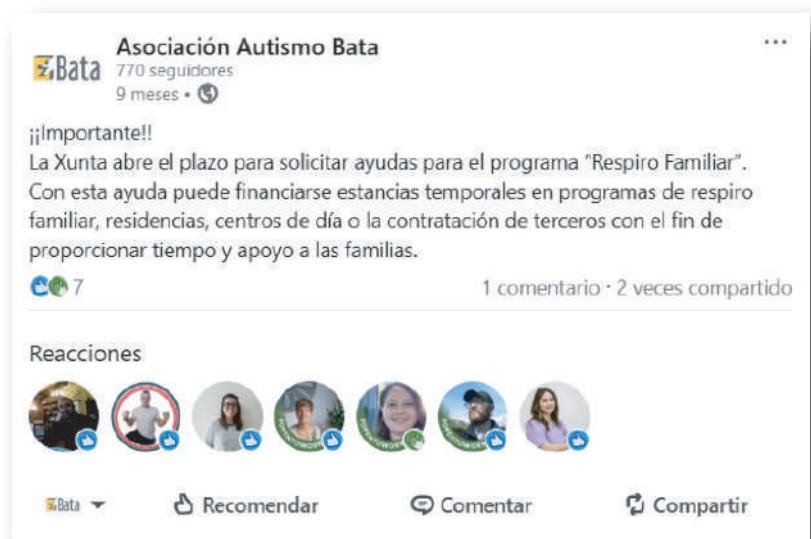 Asociación Autismo Bata
Bata
770 seguidores
9 meses •
¡¡Importante!!
La Xunta abre el plazo para solicitar ayudas para el programa "Respiro Familiar".
Con esta ayuda puede financiarse estancias temporales en programas de respiro
familiar, residencias, centros de día o la contratación de terceros con el fin de
proporcionar tiempo y apoyo a las familias.
7
1 comentario · 2 veces compartido
Reacciones
Bata
Recomendar
Comentar
Compartir